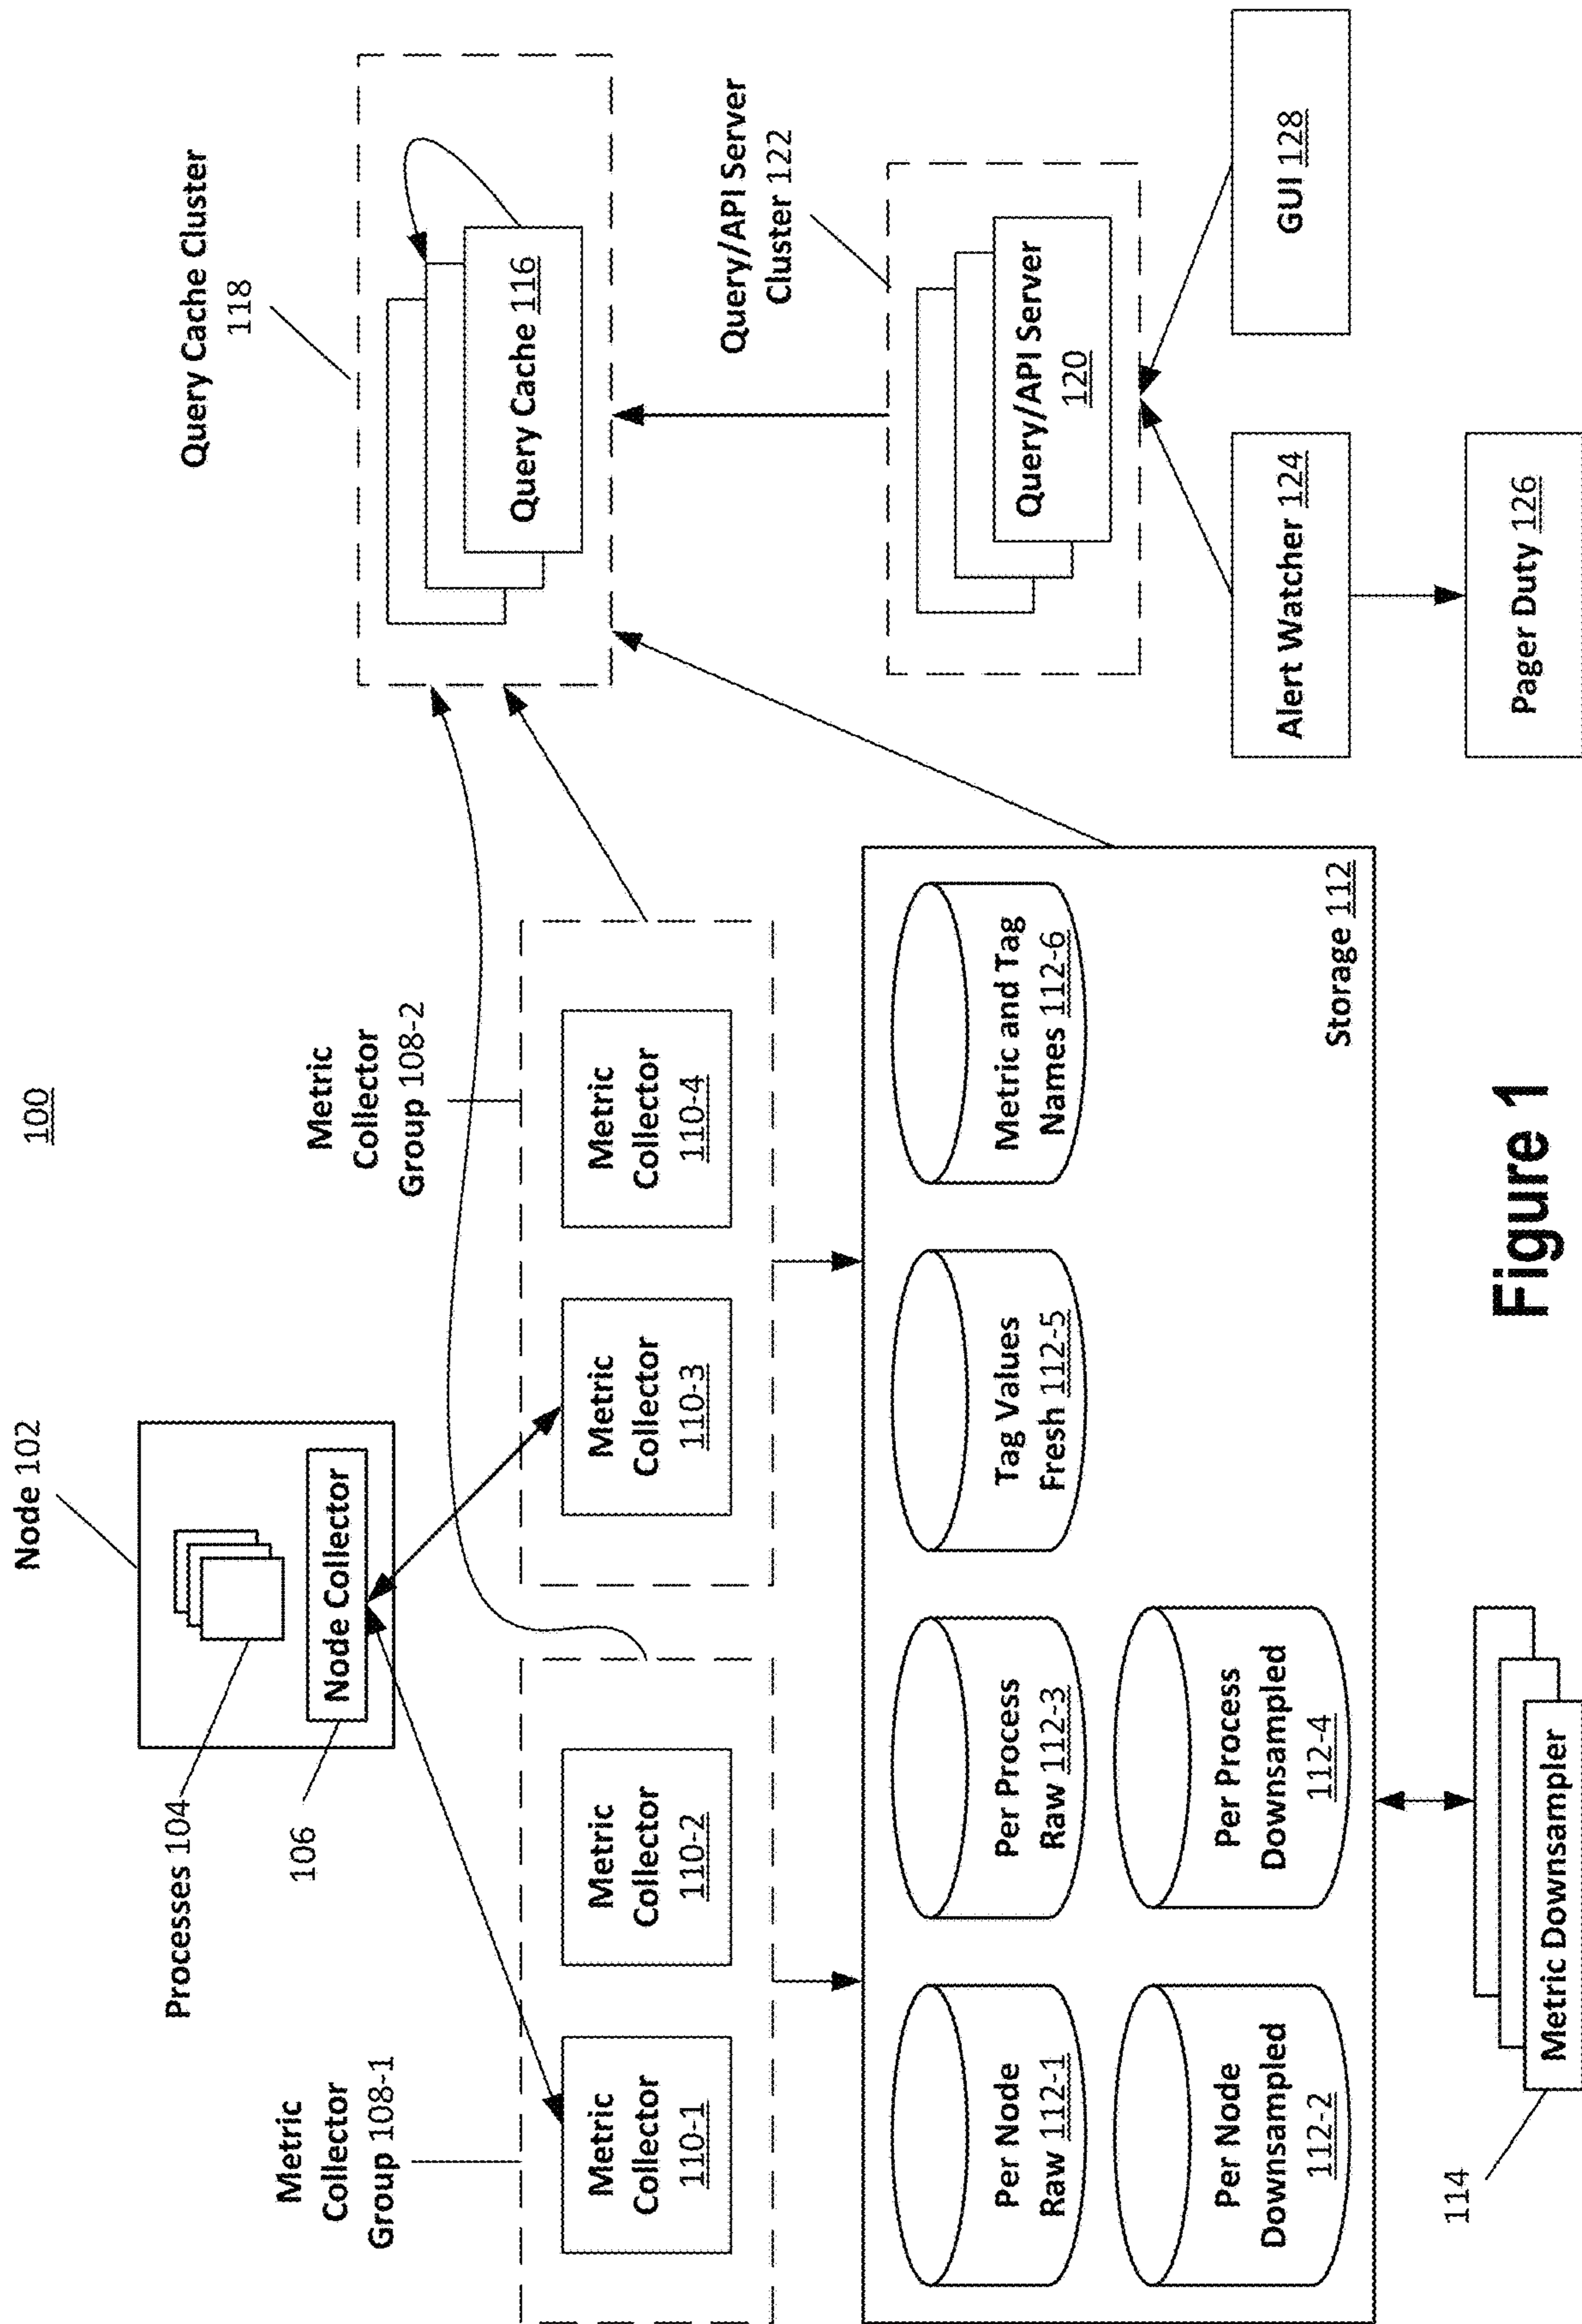 100
Node 102
Processes 104
106
Node Collector
Metric
Collector
Group 108-1
Metric
Collector
110-1
Metric
Collector
110-2
Metric
Collector
Group 108-2
Metric
Collector
110-3
Metric
Collector
110-4
Query Cache Cluster
118
Query Cache 116
Query/API Server
Cluster 122
Query/API Server
120
Alert Watcher 124
GUI 128
Pager Duty 126
Per Node
Raw 112-1
Per Process
Raw 112-3
Tag Values
Fresh 112-5
Metric and Tag
Names 112-6
Per Node
Downsampled
112-2
Per Process
Downsampled
112-4
Storage 112
114
Metric Downsampler
Figure 1